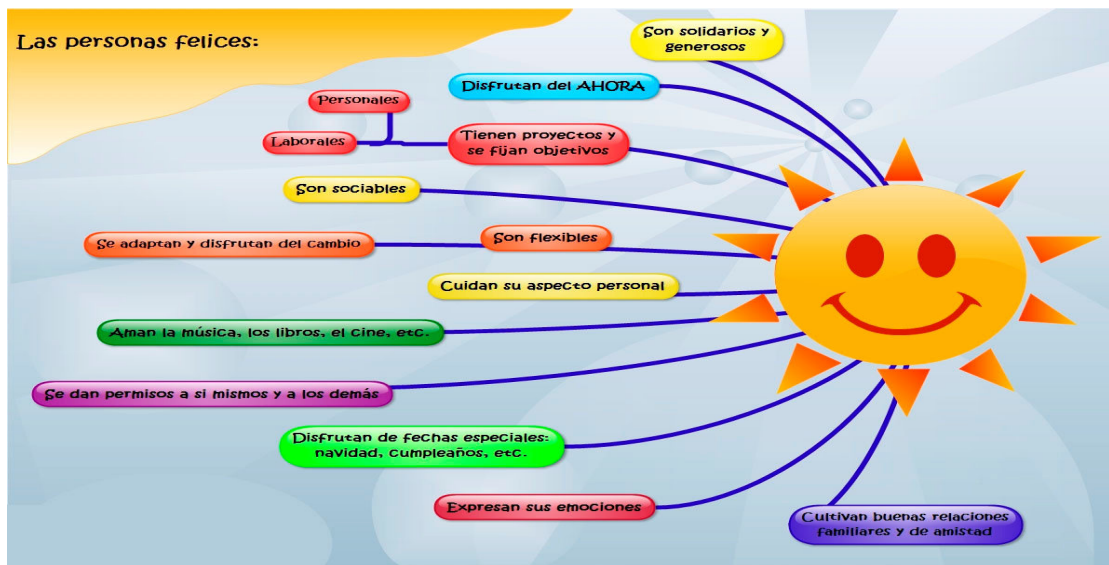 Las personas felices:
Son solidarios y
generosos
Disfrutan del AHORA
Personales
Laborales
Tienen proyectos y
se fijan objetivos
Son sociables
Se adaptan y disfrutan del cambio
Son flexibles
Cuidan su aspecto personal
Aman la música, los libros, el cine, etc.
Se dan permisos a si mismos y a los demás
Disfrutan de fechas especiales:
navidad, cumpleaños, etc.
Expresan sus emociones
Cultivan buenas relaciones
familiares y de amistad